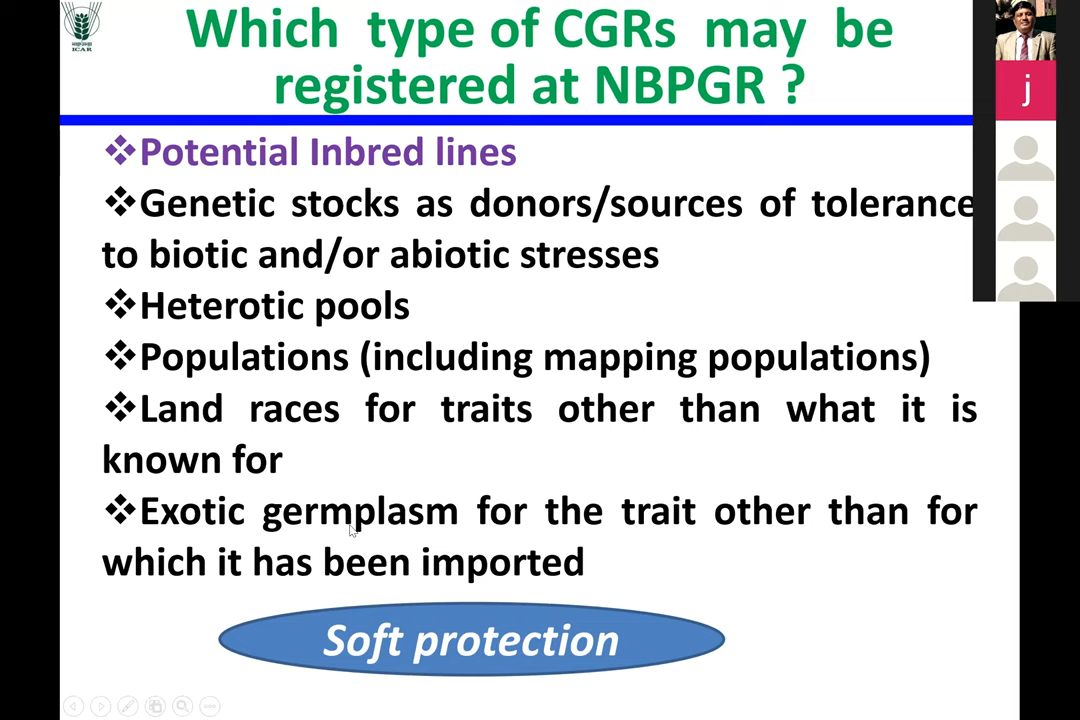 Which type of CGRs may be
registered at NBPGR ?
ICAR
j
❖Potential Inbred lines
❖Genetic stocks as donors/sources of tolerance
to biotic and/or abiotic stresses
❖Heterotic pools
❖Populations (including mapping populations)
❖Land races for traits other than what it is
known for
❖Exotic germplasm for the trait other than for
which it has been imported
Soft protection